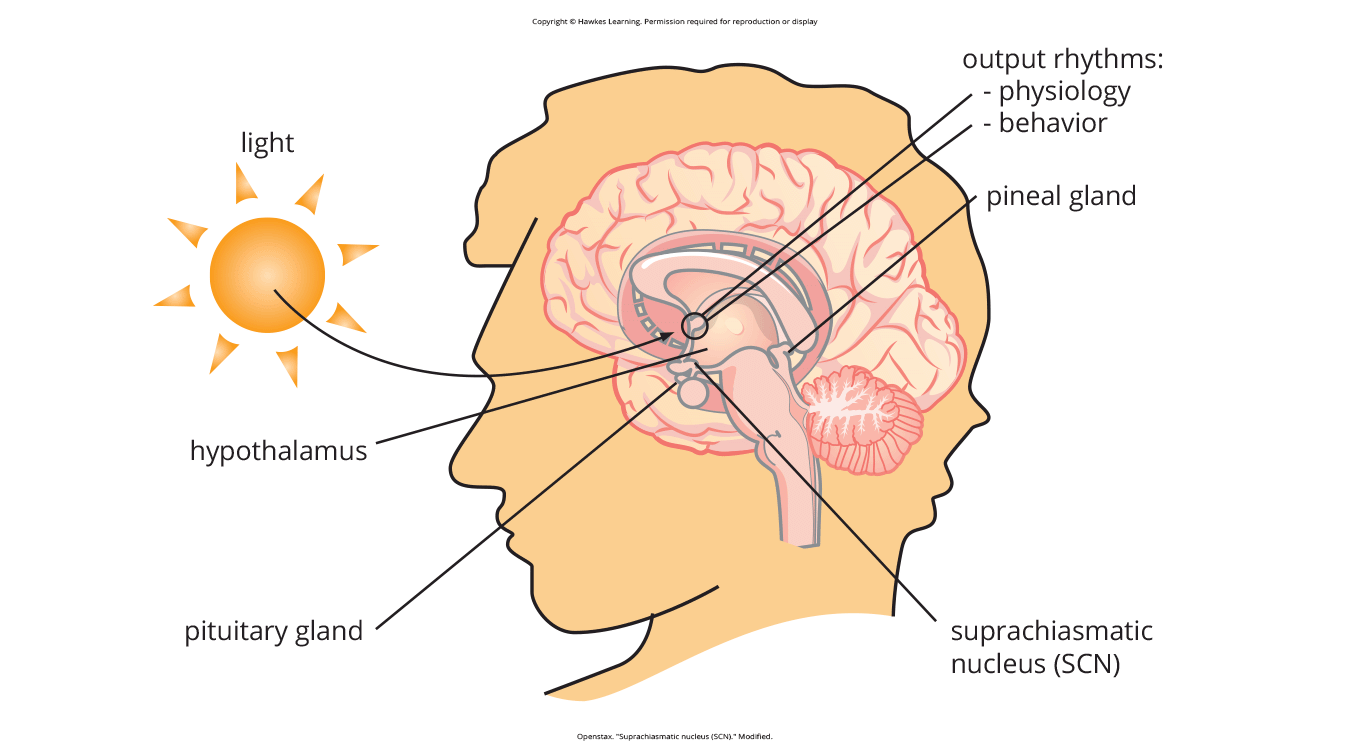 Copyright © Hawkes Learning. Permission required for reproduction or display
output rhythms:
- physiology
- behavior
light
pineal gland
hypothalamus
pituitary gland
suprachiasmatic
nucleus (SCN)
Openstax. "Suprachiasmatic nucleus (SCN)." Modified.